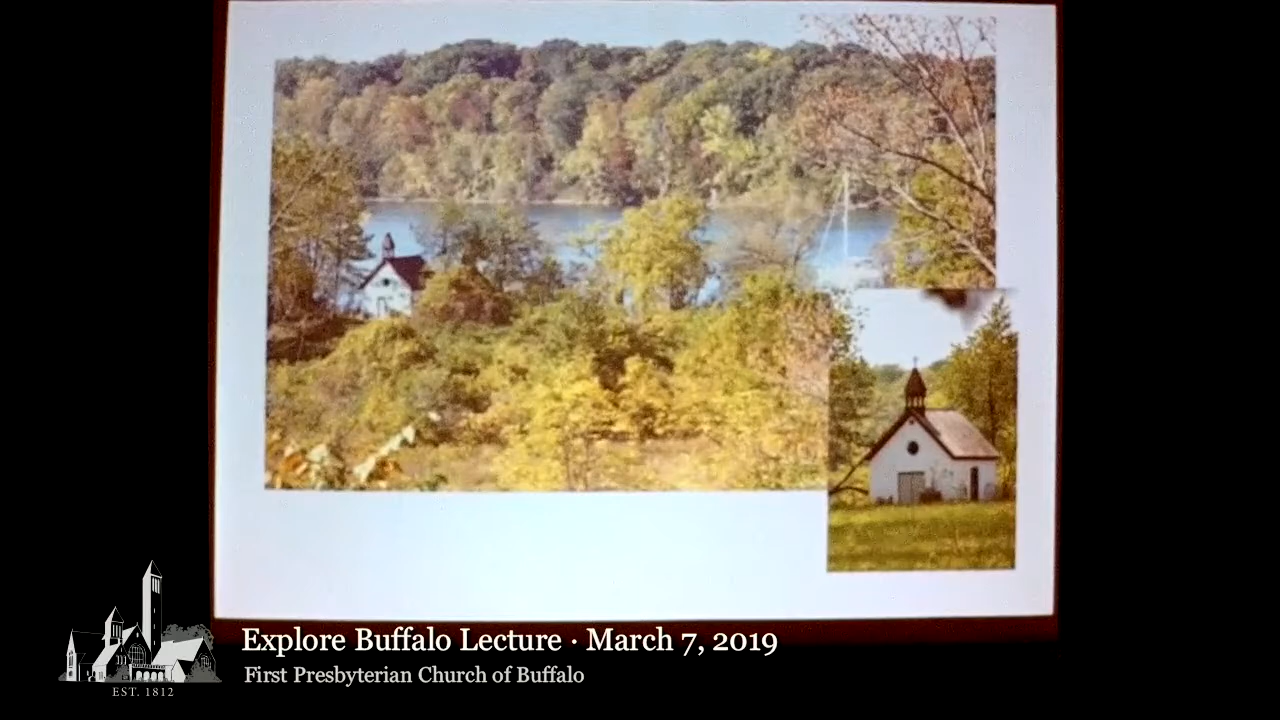 Explore Buffalo Lecture · March 7, 2019
First Presbyterian Church of Buffalo
EST. 1812